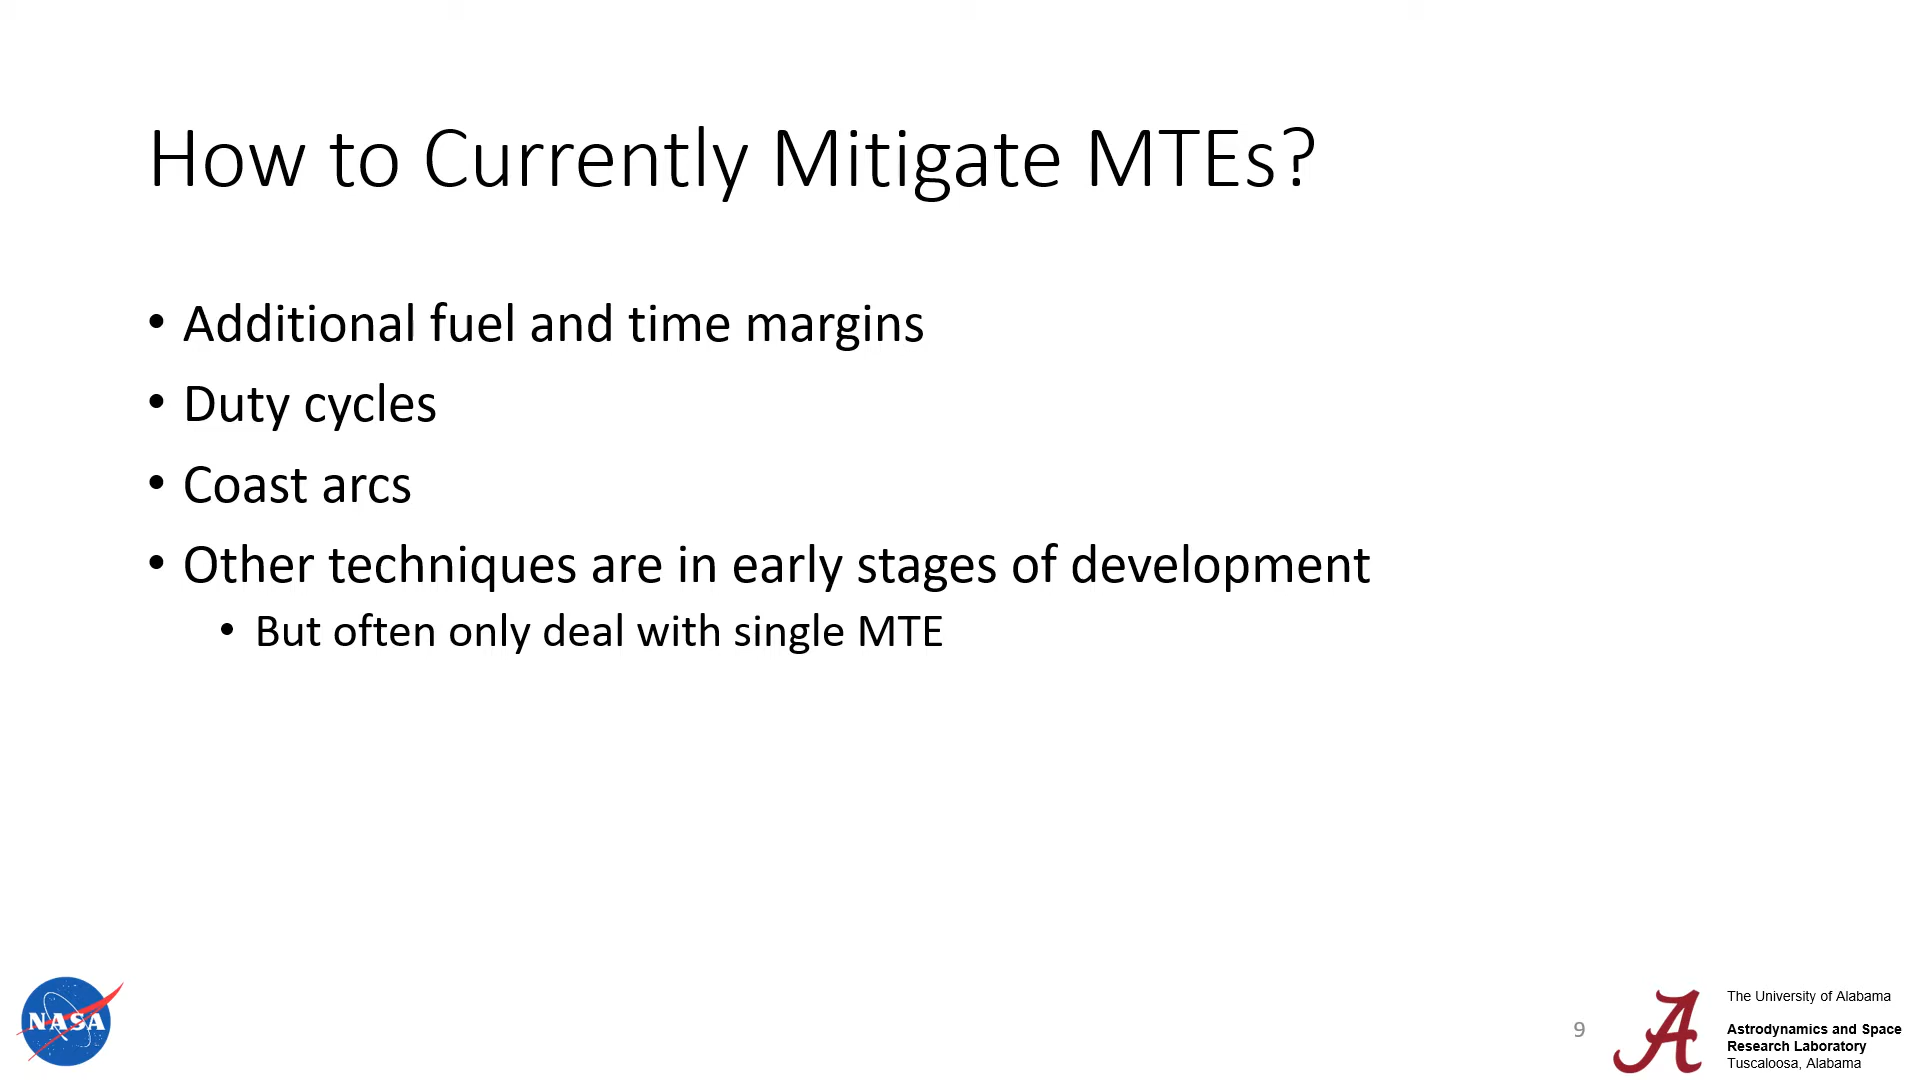 How to Currently Mitigate MTEs?
• Additional fuel and time margins
• Duty cycles
• Coast arcs
• Other techniques are in early stages of development
• But often only deal with single MTE
NASA
9
A
The University of Alabama
Astrodynamics and Space
Research Laboratory
Tuscaloosa, Alabama